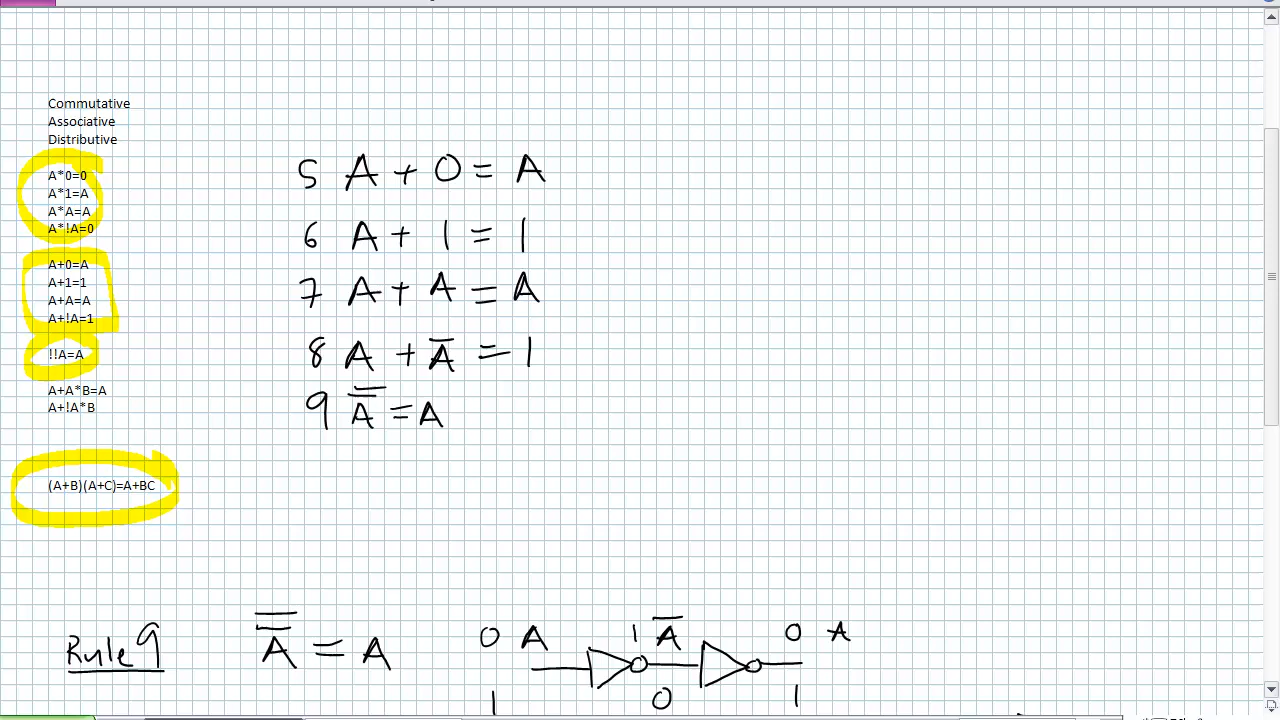 Commutative
Associative
Distributive
A*0=0
A*1=A
A*A=A
A*!A=0
A+0=A
A+1=1
A+A=A
A+!A=1
!!A=A
A+A*B=A
A+!A*B
(A+B)(A+C)=A+BC
5 A + 0 = A
6 A + 1 = 1
7 A + A = A
8 A + A̅ = 1
9 A̿ = A
Rule 9 A̿ = A
0 A 1 A̅ 0 A
1 0 1